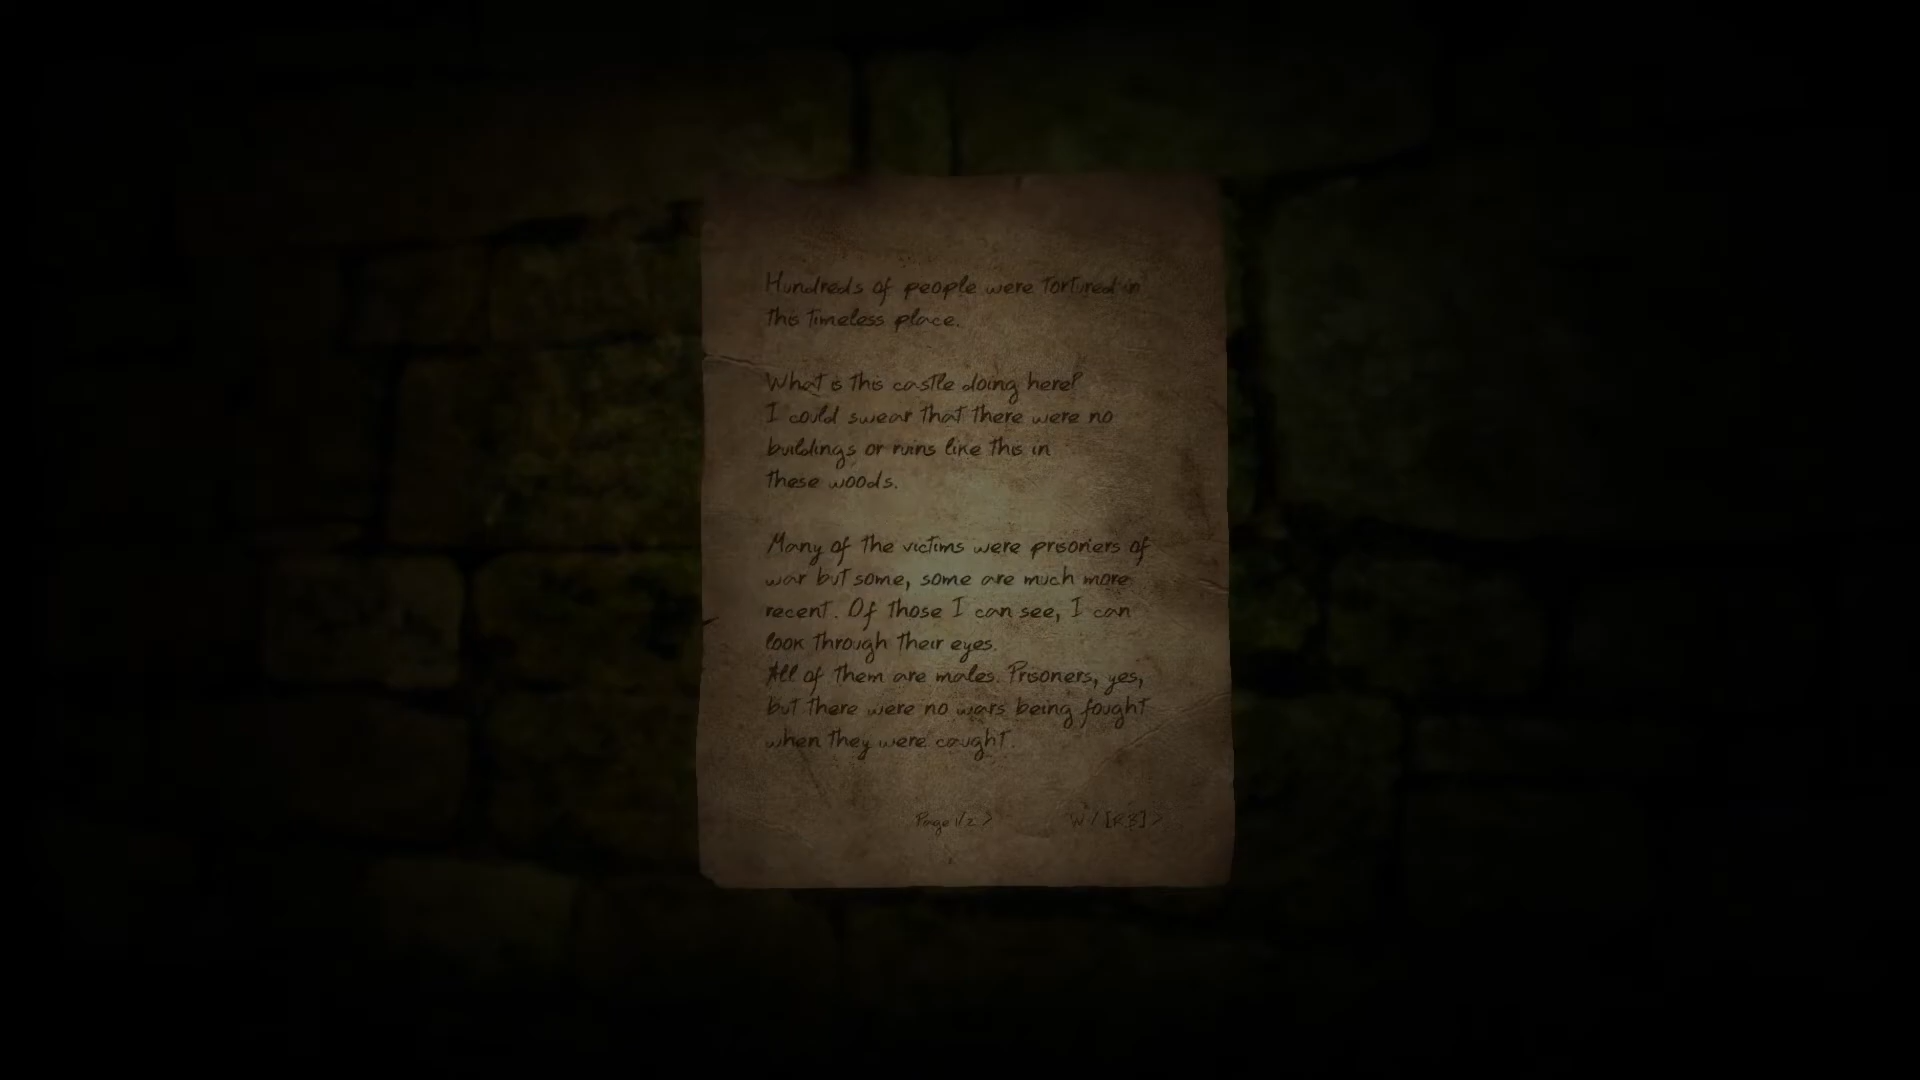 Hundreds of people were tortured in
this timeless place.
What is this castle doing here?
I could swear that there were no
buildings or ruins like this in
these woods.
Many of the victims were prisoners of
war but some, some are much more
recent. Of those I can see, I can
look through their eyes.
All of them are males. Prisoners, yes,
but there were no wars being fought
when they were caught.
Page 1/2 >
W / [RB] >